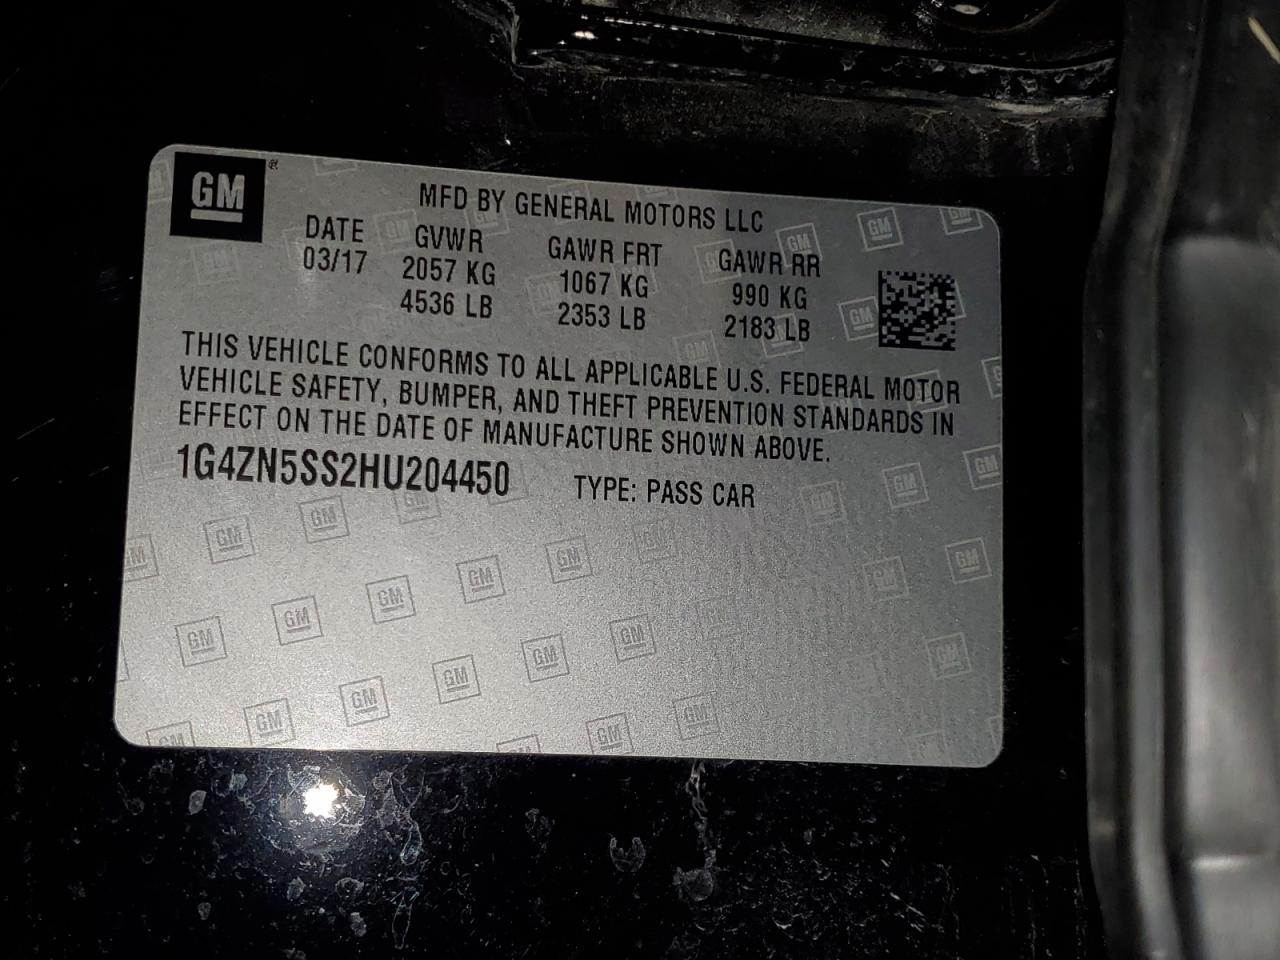 GM®
MFD BY GENERAL MOTORS LLC
DATE GVWR GAWR FRT GAWR RR
03/17 2057 KG 1067 KG 990 KG
4536 LB 2353 LB 2183 LB
THIS VEHICLE CONFORMS TO ALL APPLICABLE U.S. FEDERAL MOTOR
VEHICLE SAFETY, BUMPER, AND THEFT PREVENTION STANDARDS IN
EFFECT ON THE DATE OF MANUFACTURE SHOWN ABOVE.
1G4ZN5SS2HU204450 TYPE: PASS CAR